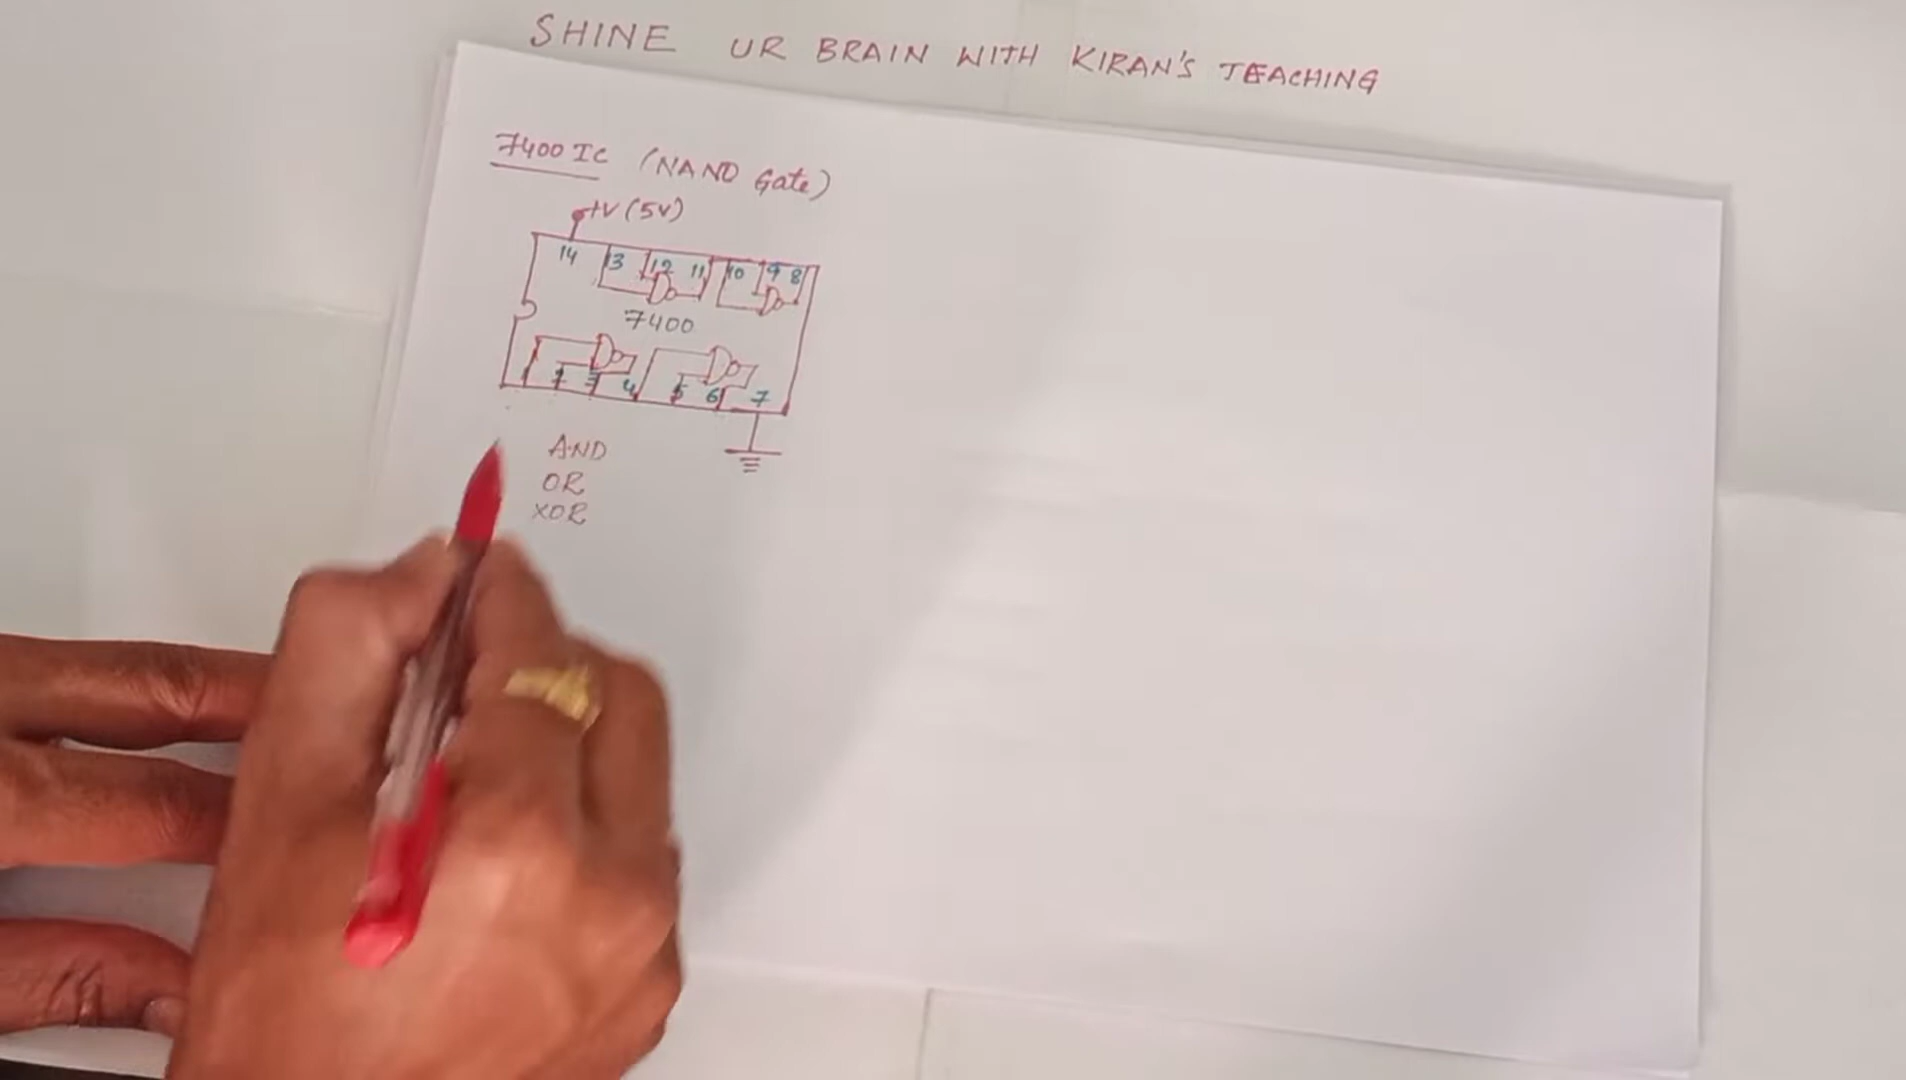 SHINE UR BRAIN WITH KIRAN'S TEACHING
7400 IC (NAND Gate)
+V (5V)
14 13 12 11 10 9 8
7400
1 2 3 4 5 6 7
AND
OR
XOR